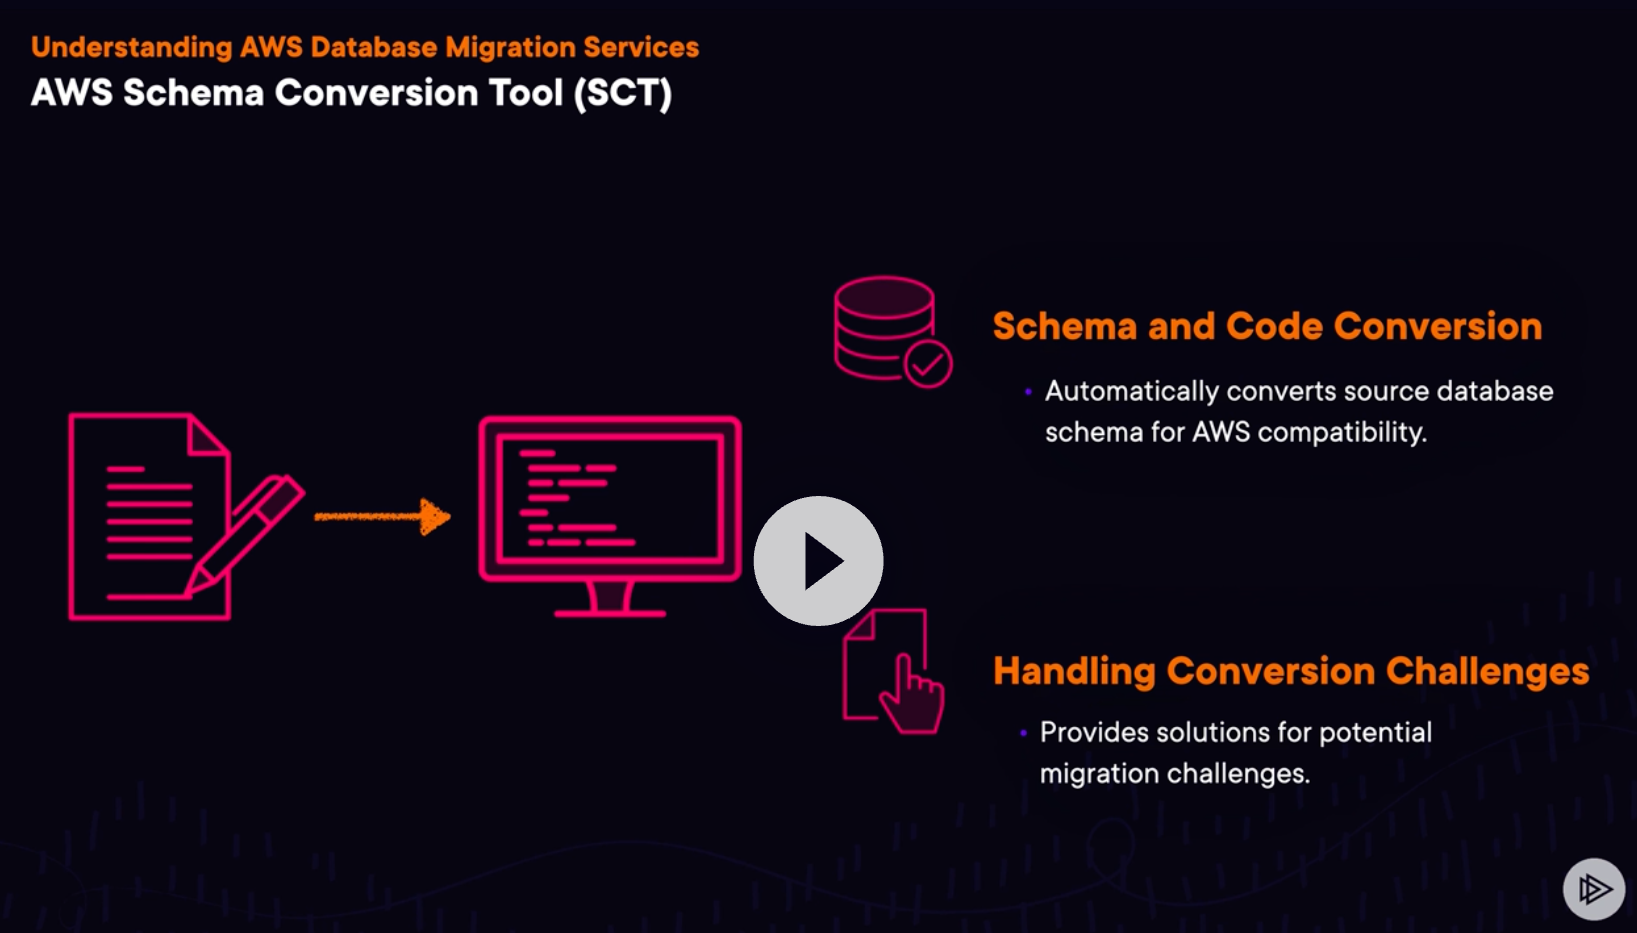 Understanding AWS Database Migration Services
AWS Schema Conversion Tool (SCT)
Schema and Code Conversion
• Automatically converts source database
schema for AWS compatibility.
Handling Conversion Challenges
• Provides solutions for potential
migration challenges.